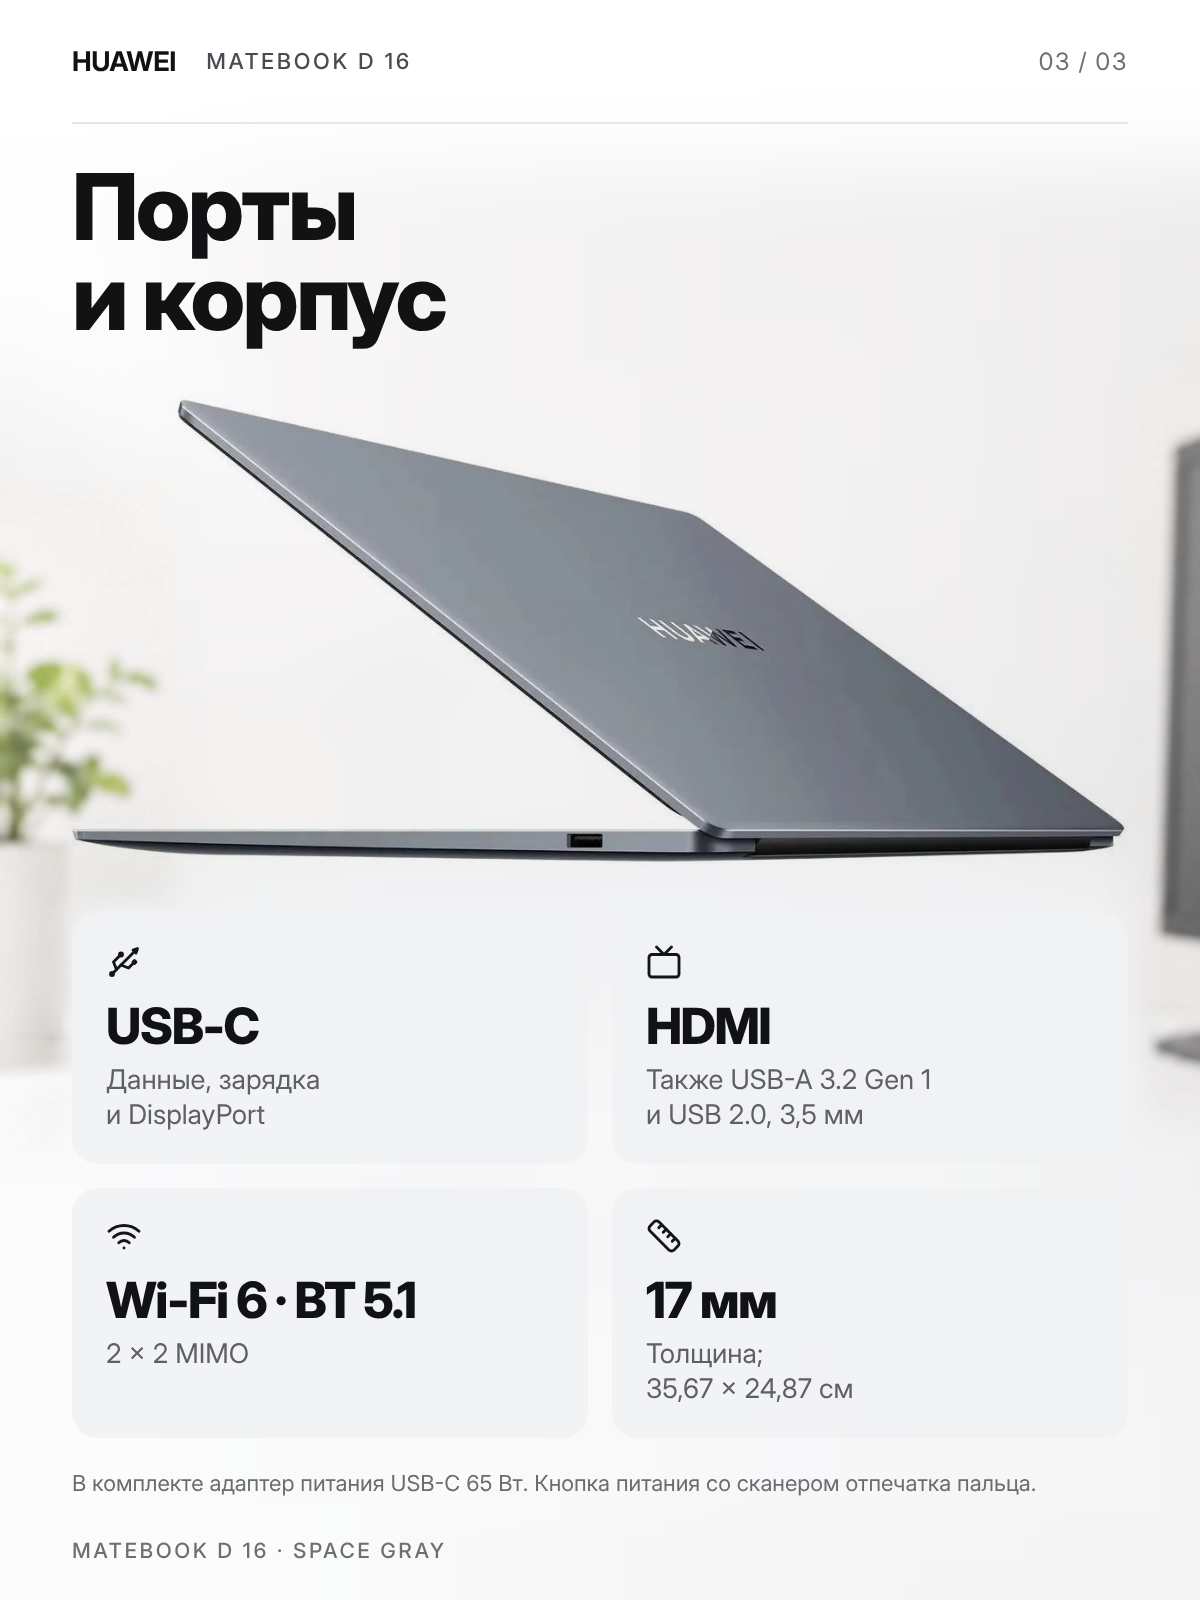 HUAWEI MATEBOOK D 16 03 / 03
Порты
и корпус
HUAWEI
USB-C
Данные, зарядка
и DisplayPort
HDMI
Также USB-A 3.2 Gen 1
и USB 2.0, 3,5 мм
Wi-Fi 6 · BT 5.1
2 × 2 MIMO
17 мм
Толщина;
35,67 × 24,87 см
В комплекте адаптер питания USB-C 65 Вт. Кнопка питания со сканером отпечатка пальца.
MATEBOOK D 16 · SPACE GRAY